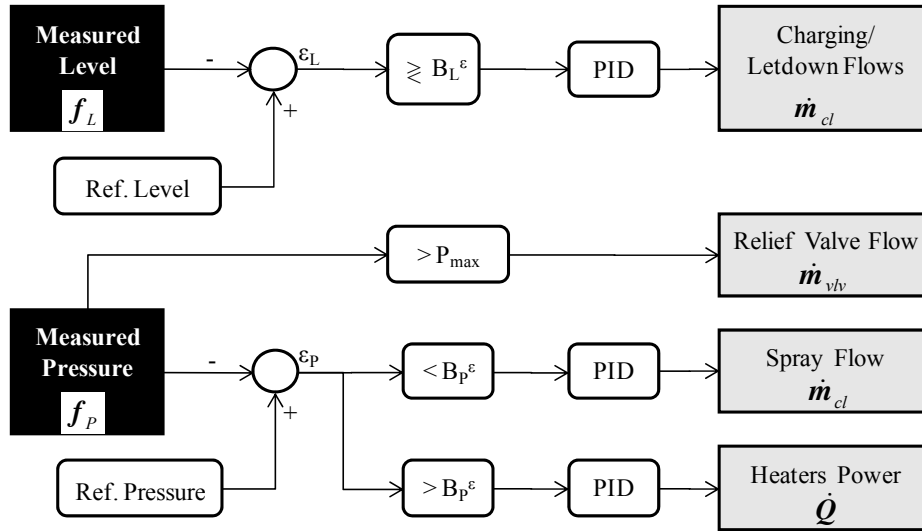 Measured
Level
f_L
-
ε_L
+
≷ B_L^ε
PID
Charging/
Letdown Flows
ṁ_cl
Ref. Level
> P_max
Relief Valve Flow
ṁ_vlv
Measured
Pressure
f_P
-
ε_P
+
< B_P^ε
PID
Spray Flow
ṁ_cl
Ref. Pressure
> B_P^ε
PID
Heaters Power
Q̇